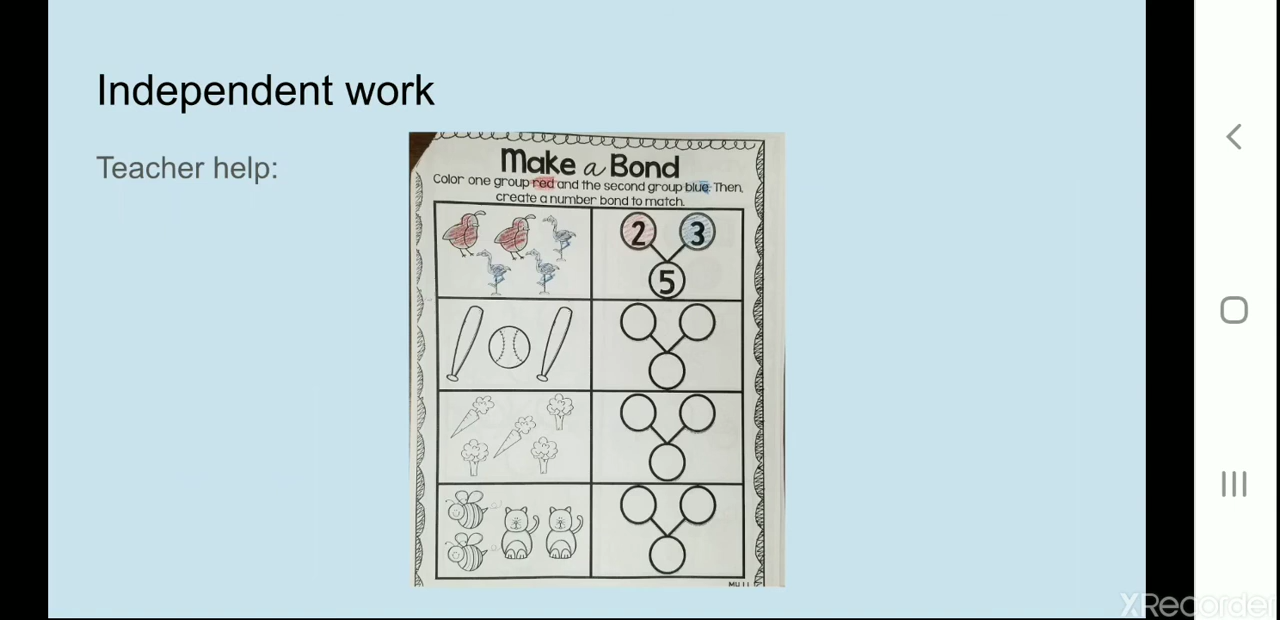 Independent work
Teacher help:
Make a Bond
Color one group red and the second group blue. Then,
create a number bond to match.
2 3
5
XRecorder